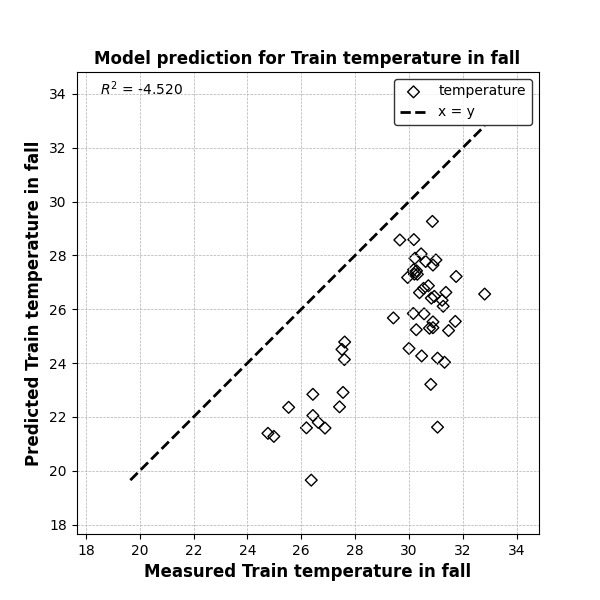 Model prediction for Train temperature in fall
R² = -4.520
temperature
x = y
34
32
30
28
26
24
22
20
18
Predicted Train temperature in fall
18 20 22 24 26 28 30 32 34
Measured Train temperature in fall